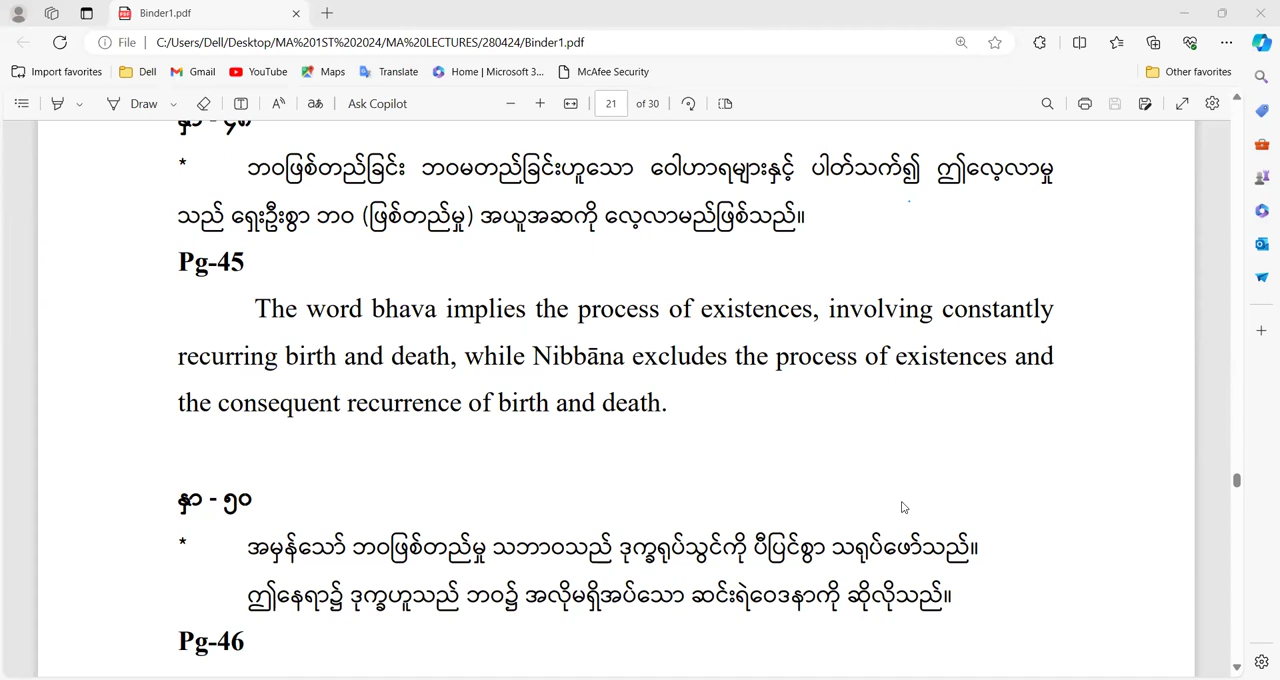 Binder1.pdf
File
C:/Users/Dell/Desktop/MA%201ST%202024/MA%20LECTURES/280424/Binder1.pdf
Import favorites Dell Gmail YouTube Maps Translate Home | Microsoft 3... McAfee Security Other favorites
Draw Ask Copilot 21 of 30
* ဘဝဖြစ်တည်ခြင်း ဘဝမတည်ခြင်းဟူသော ဝေါဟာရများနှင့် ပါတ်သက်၍ ဤလေ့လာမှု
သည် ရှေးဦးစွာ ဘဝ (ဖြစ်တည်မှု) အယူအဆကို လေ့လာမည်ဖြစ်သည်။
Pg-45
The word bhava implies the process of existences, involving constantly
recurring birth and death, while Nibbāna excludes the process of existences and
the consequent recurrence of birth and death.
နှာ - ၅၀
* အမှန်သော် ဘဝဖြစ်တည်မှု သဘာဝသည် ဒုက္ခရုပ်သွင်ကို ပီပြင်စွာ သရုပ်ဖော်သည်။
ဤနေရာ၌ ဒုက္ခဟူသည် ဘဝ၌ အလိုမရှိအပ်သော ဆင်းရဲဝေဒနာကို ဆိုလိုသည်။
Pg-46